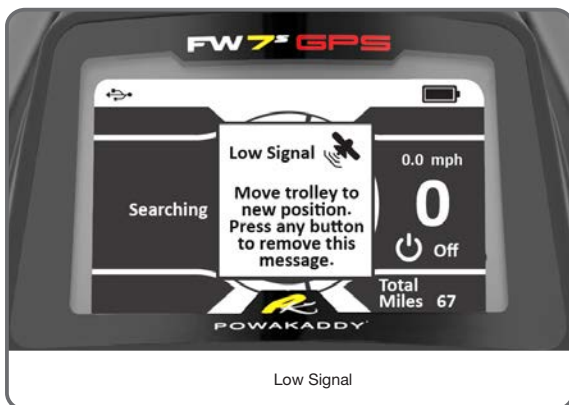 FW7s GPS
Low Signal
Move trolley to
new position.
Press any button
to remove this
message.
Searching
0.0 mph
0
Off
Total
Miles 67
POWAKADDY
Low Signal